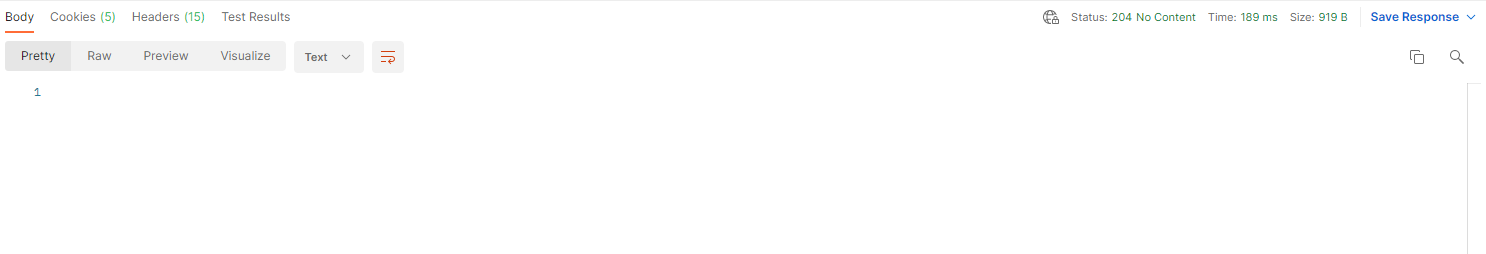 Body Cookies (5) Headers (15) Test Results Status: 204 No Content Time: 189 ms Size: 919 B Save Response
Pretty Raw Preview Visualize Text
1